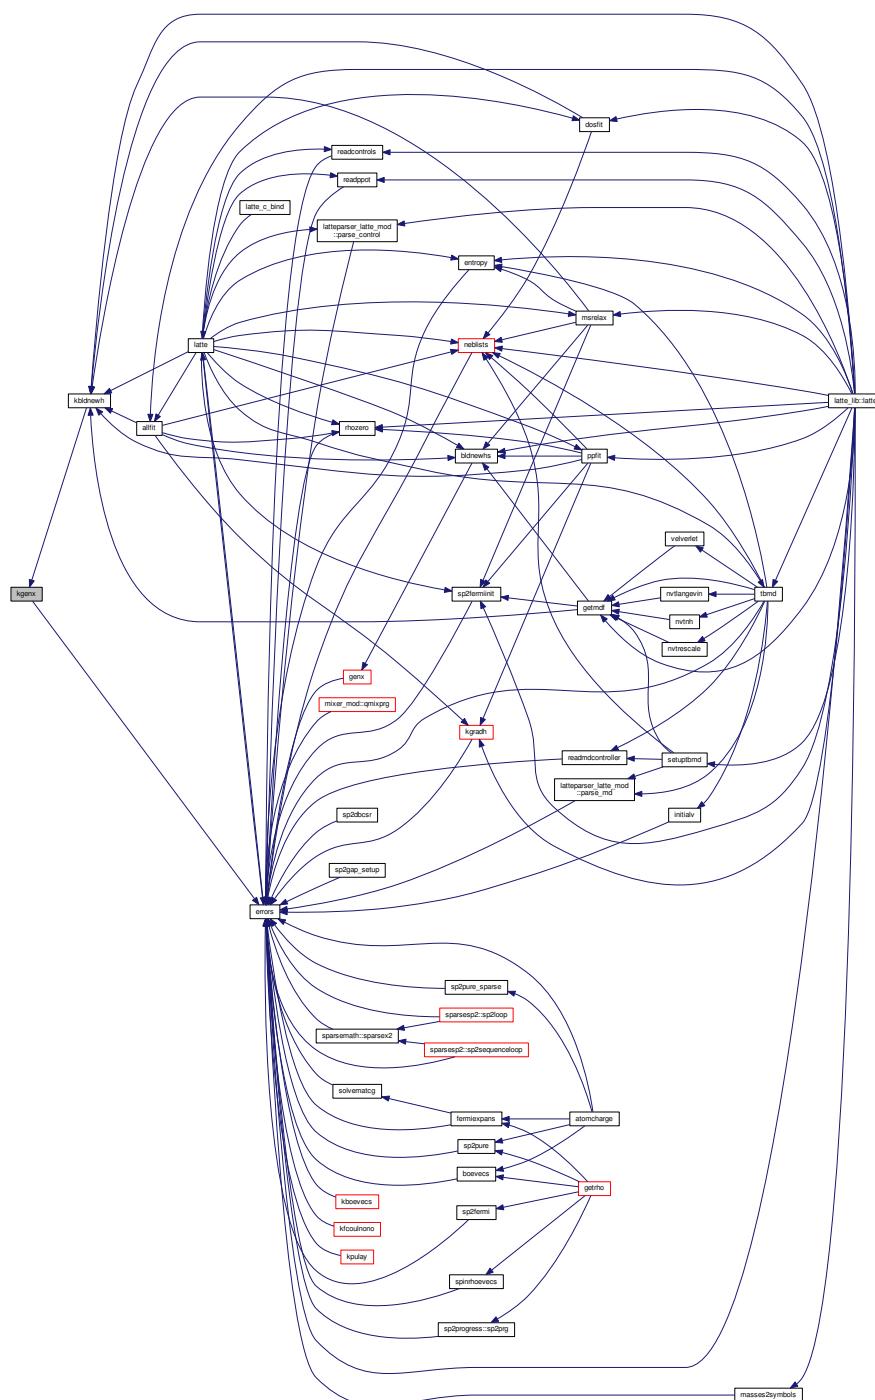 dosfit
readcontrols
readppot
latte_c_bind
latteparser_latte_mod
::parse_control
entropy
msrelax
latte
neblists
kbldnewh
latte_lib::latte
allfit
rhozero
bldnewhs
ppfit
velverlet
kgenx
sp2fermiinit
getmdf
nvtlangevin
tbmd
nvtnh
nvtrescale
genx
mixer_mod::qmixprg
kgradh
readmdcontroller
setuptbmd
latteparser_latte_mod
::parse_md
sp2dbcsr
initialv
sp2gap_setup
errors
sp2pure_sparse
sparsesp2::sp2loop
sparsemath::sparsex2
sparsesp2::sp2sequenceloop
solvematcg
fermiexpans
atomcharge
sp2pure
boevecs
kboevecs
getrho
sp2fermi
kfcoulnono
kpulay
spinrhoevecs
sp2progress::sp2prg
masses2symbols